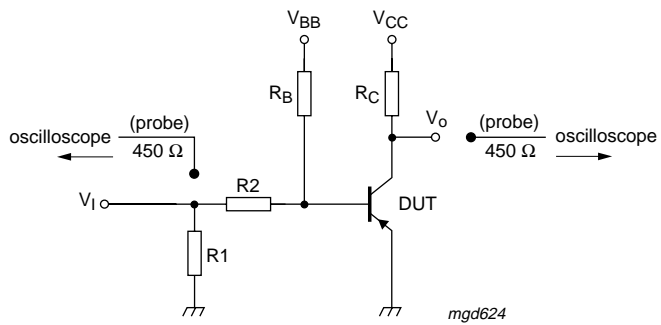 VBB VCC
RB RC
(probe) Vo (probe)
oscilloscope 450 Ω 450 Ω oscilloscope
R2
VI DUT
R1
mgd624